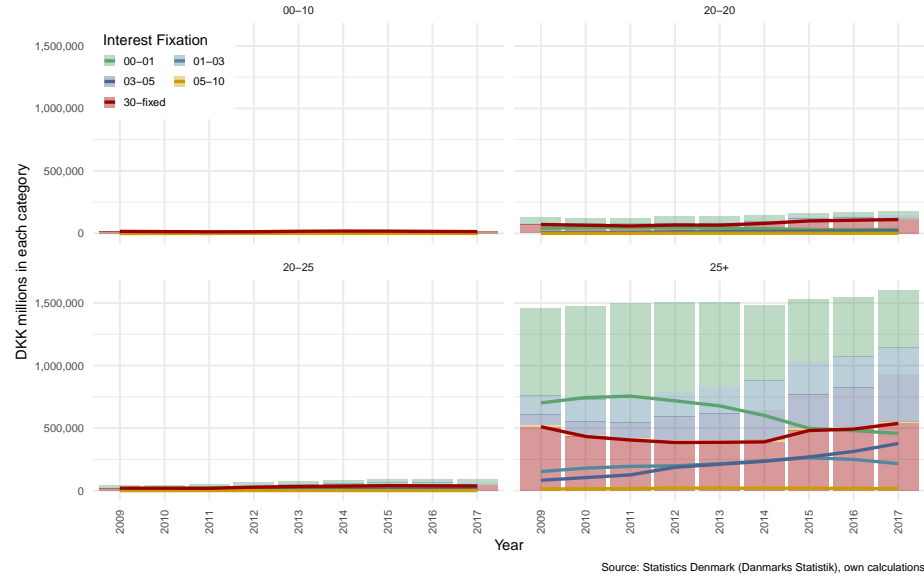 00−10
20−20
1,500,000
1,000,000
500,000
0
Interest Fixation
00−01
01−03
03−05
05−10
30−fixed
20−25
25+
1,500,000
1,000,000
500,000
0
DKK millions in each category
2009 2010 2011 2012 2013 2014 2015 2016 2017
2009 2010 2011 2012 2013 2014 2015 2016 2017
Year
Source: Statistics Denmark (Danmarks Statistik), own calculations